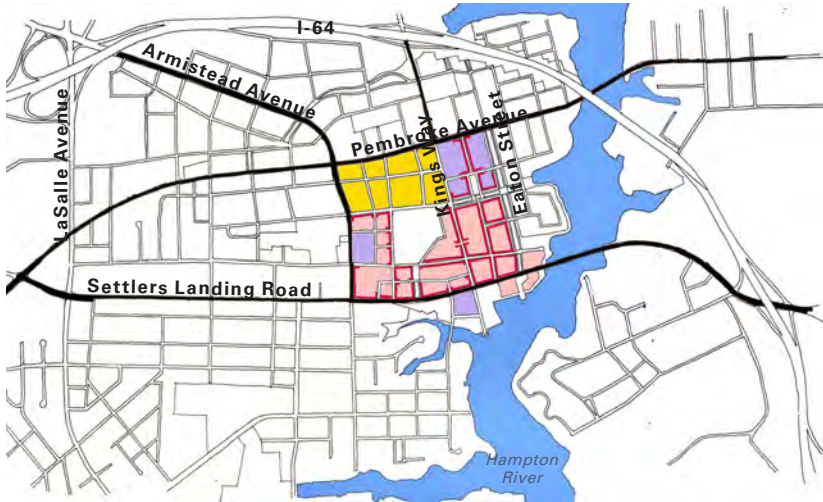 I-64
Armistead Avenue
LaSalle Avenue
Pembroke Avenue
Kings Way
Eaton Street
Settlers Landing Road
Hampton
River